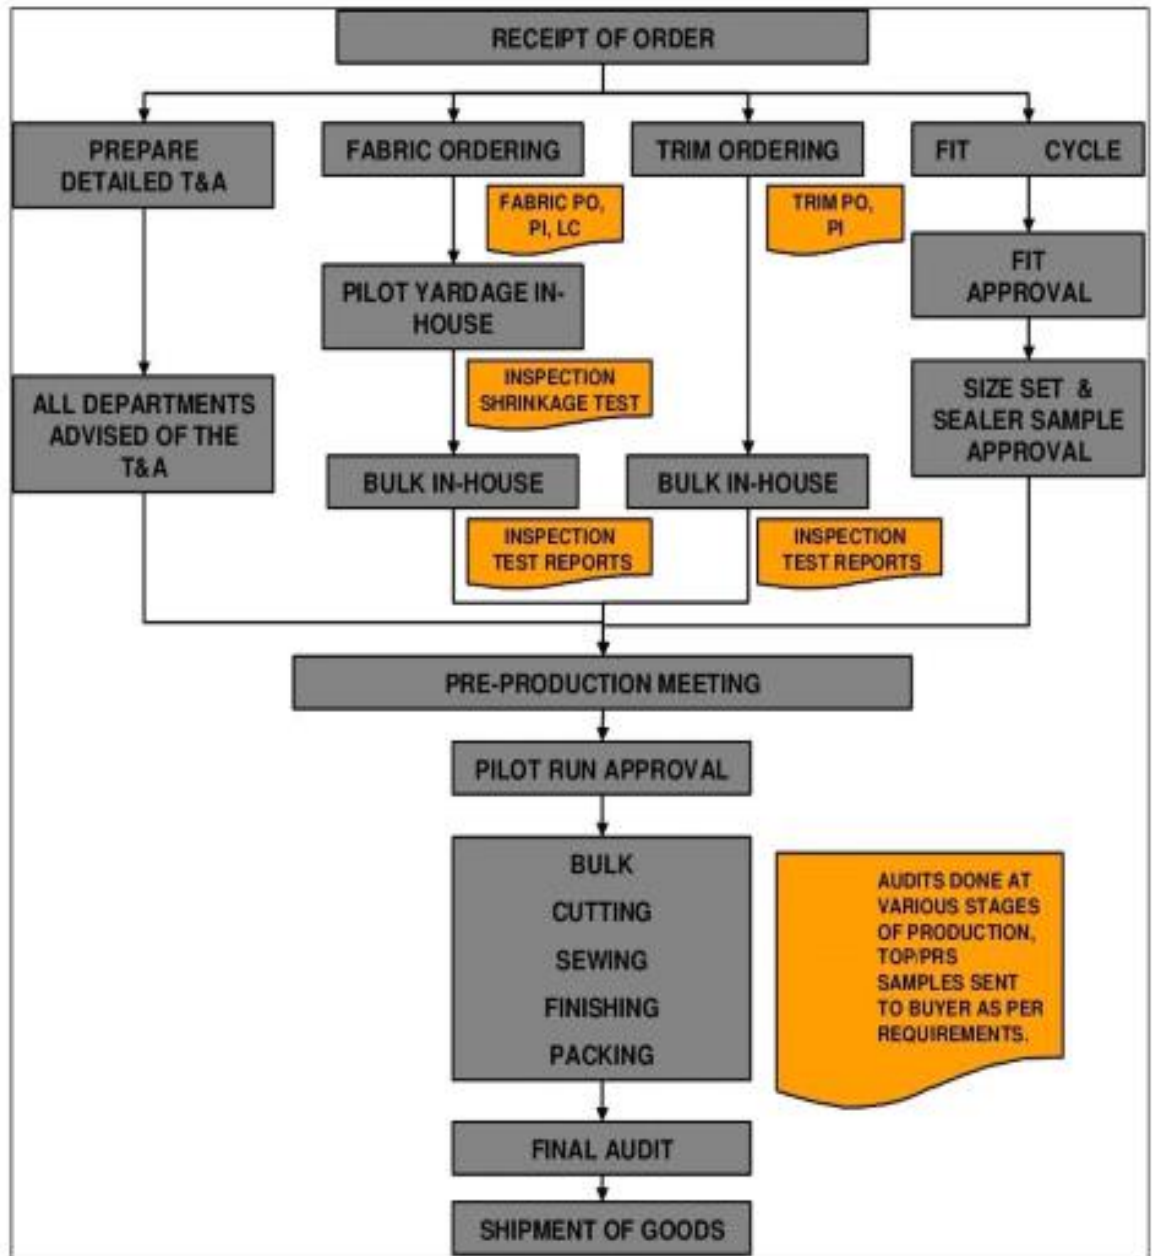 RECEIPT OF ORDER
PREPARE
DETAILED T&A
FABRIC ORDERING
TRIM ORDERING
FIT CYCLE
FABRIC PO,
PI, LC
TRIM PO,
PI
PILOT YARDAGE IN-
HOUSE
FIT
APPROVAL
INSPECTION
SHRINKAGE TEST
ALL DEPARTMENTS
ADVISED OF THE
T&A
SIZE SET &
SEALER SAMPLE
APPROVAL
BULK IN-HOUSE
BULK IN-HOUSE
INSPECTION
TEST REPORTS
INSPECTION
TEST REPORTS
PRE-PRODUCTION MEETING
PILOT RUN APPROVAL
BULK
CUTTING
SEWING
FINISHING
PACKING
AUDITS DONE AT
VARIOUS STAGES
OF PRODUCTION,
TOP/PRS
SAMPLES SENT
TO BUYER AS PER
REQUIREMENTS.
FINAL AUDIT
SHIPMENT OF GOODS